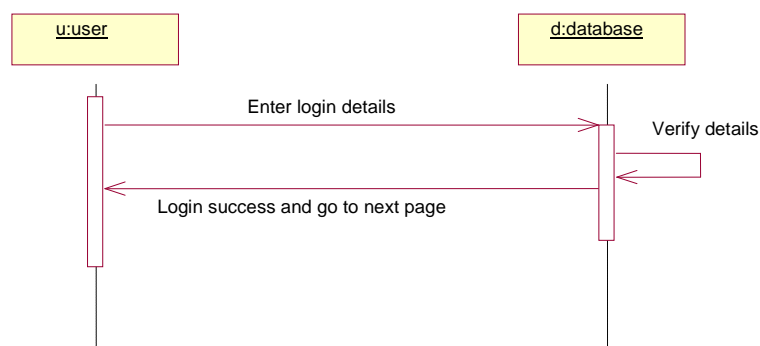 u:user
d:database
Enter login details
Verify details
Login success and go to next page